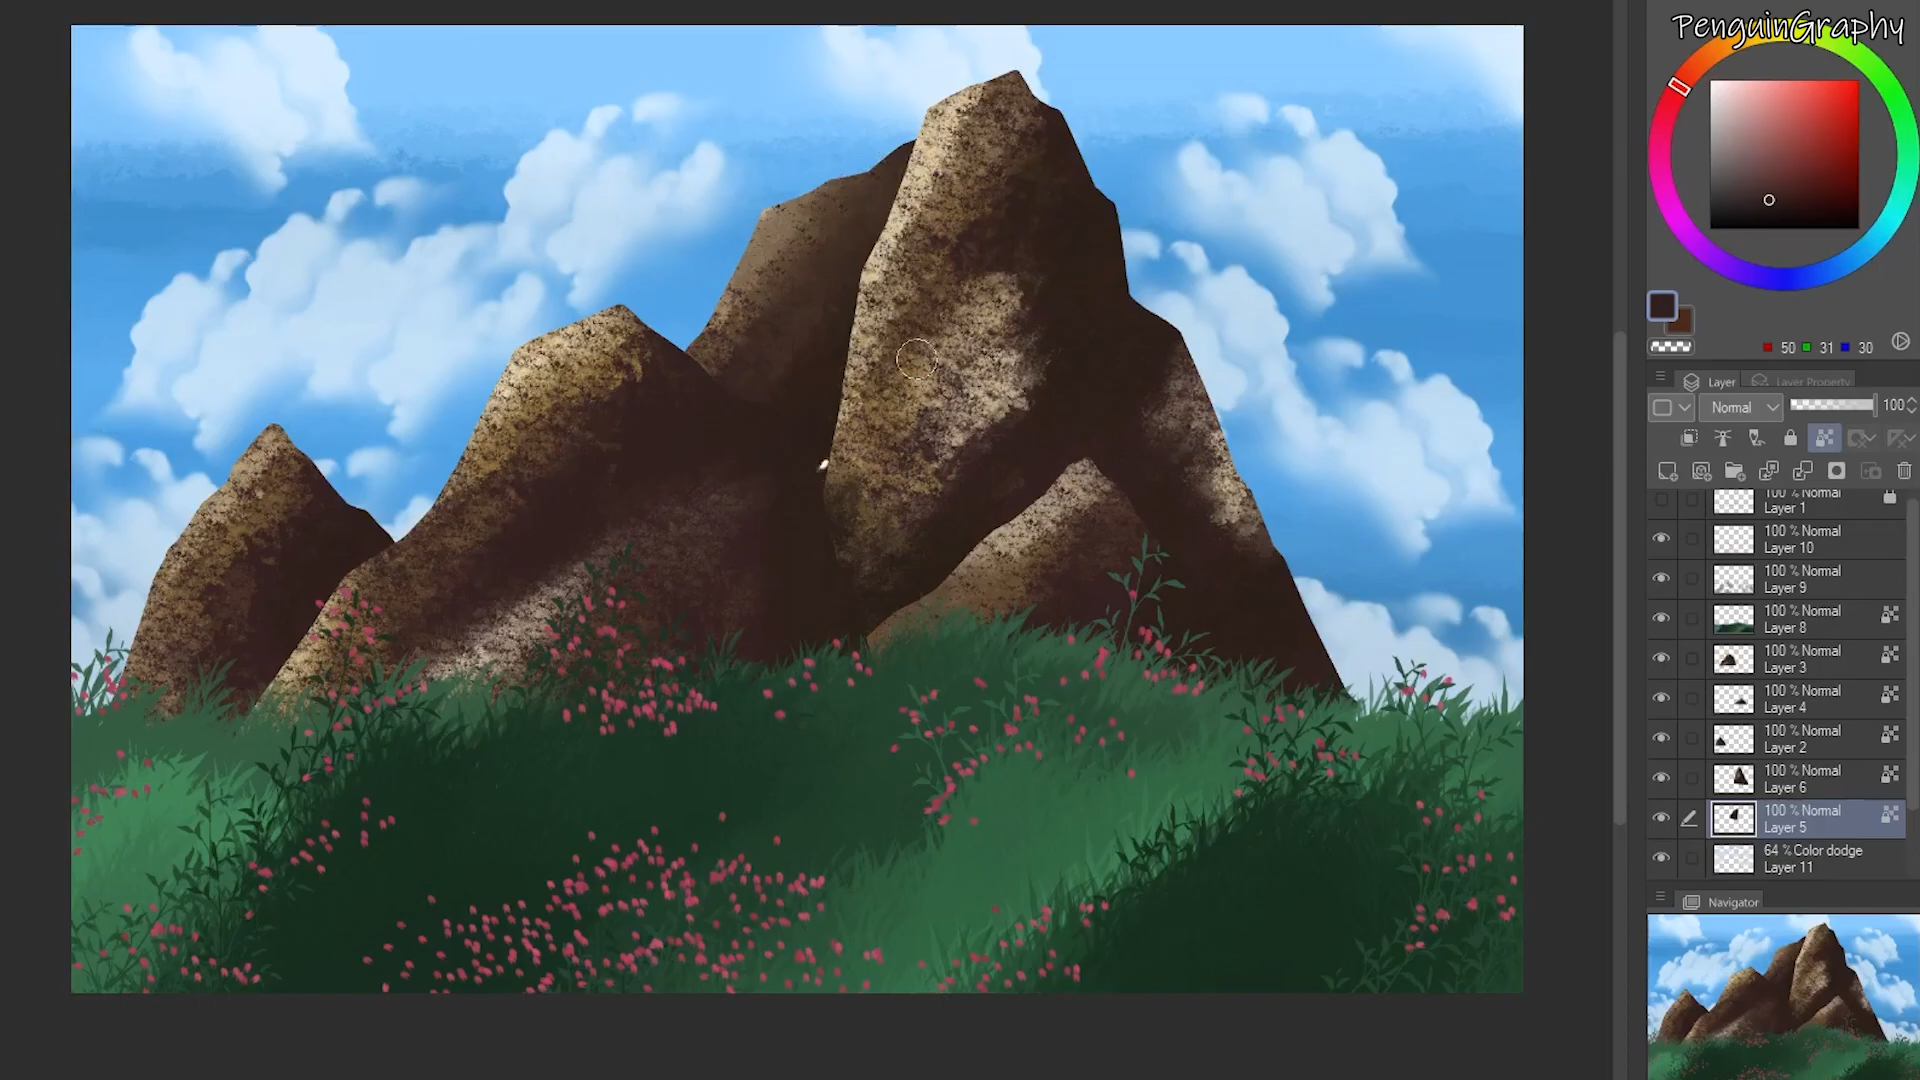 PenguinGraphy
50 31 30
Layer Layer Property
Normal 100
100 % Normal
Layer 1
100 % Normal
Layer 10
100 % Normal
Layer 9
100 % Normal
Layer 8
100 % Normal
Layer 3
100 % Normal
Layer 4
100 % Normal
Layer 2
100 % Normal
Layer 6
100 % Normal
Layer 5
64 % Color dodge
Layer 11
Navigator